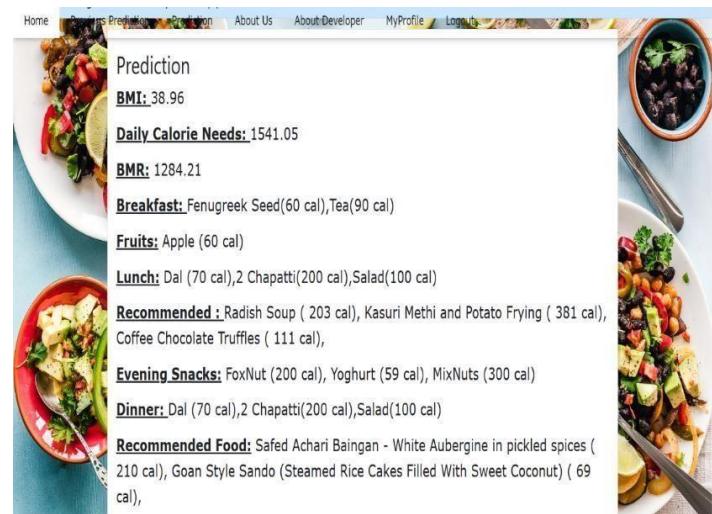 Home Previous Prediction Prediction About Us About Developer MyProfile Logout
Prediction
BMI: 38.96
Daily Calorie Needs: 1541.05
BMR: 1284.21
Breakfast: Fenugreek Seed(60 cal),Tea(90 cal)
Fruits: Apple (60 cal)
Lunch: Dal (70 cal),2 Chapatti(200 cal),Salad(100 cal)
Recommended : Radish Soup ( 203 cal), Kasuri Methi and Potato Frying ( 381 cal),
Coffee Chocolate Truffles ( 111 cal),
Evening Snacks: FoxNut (200 cal), Yoghurt (59 cal), MixNuts (300 cal)
Dinner: Dal (70 cal),2 Chapatti(200 cal),Salad(100 cal)
Recommended Food: Safed Achari Baingan - White Aubergine in pickled spices (
210 cal), Goan Style Sando (Steamed Rice Cakes Filled With Sweet Coconut) ( 69
cal),